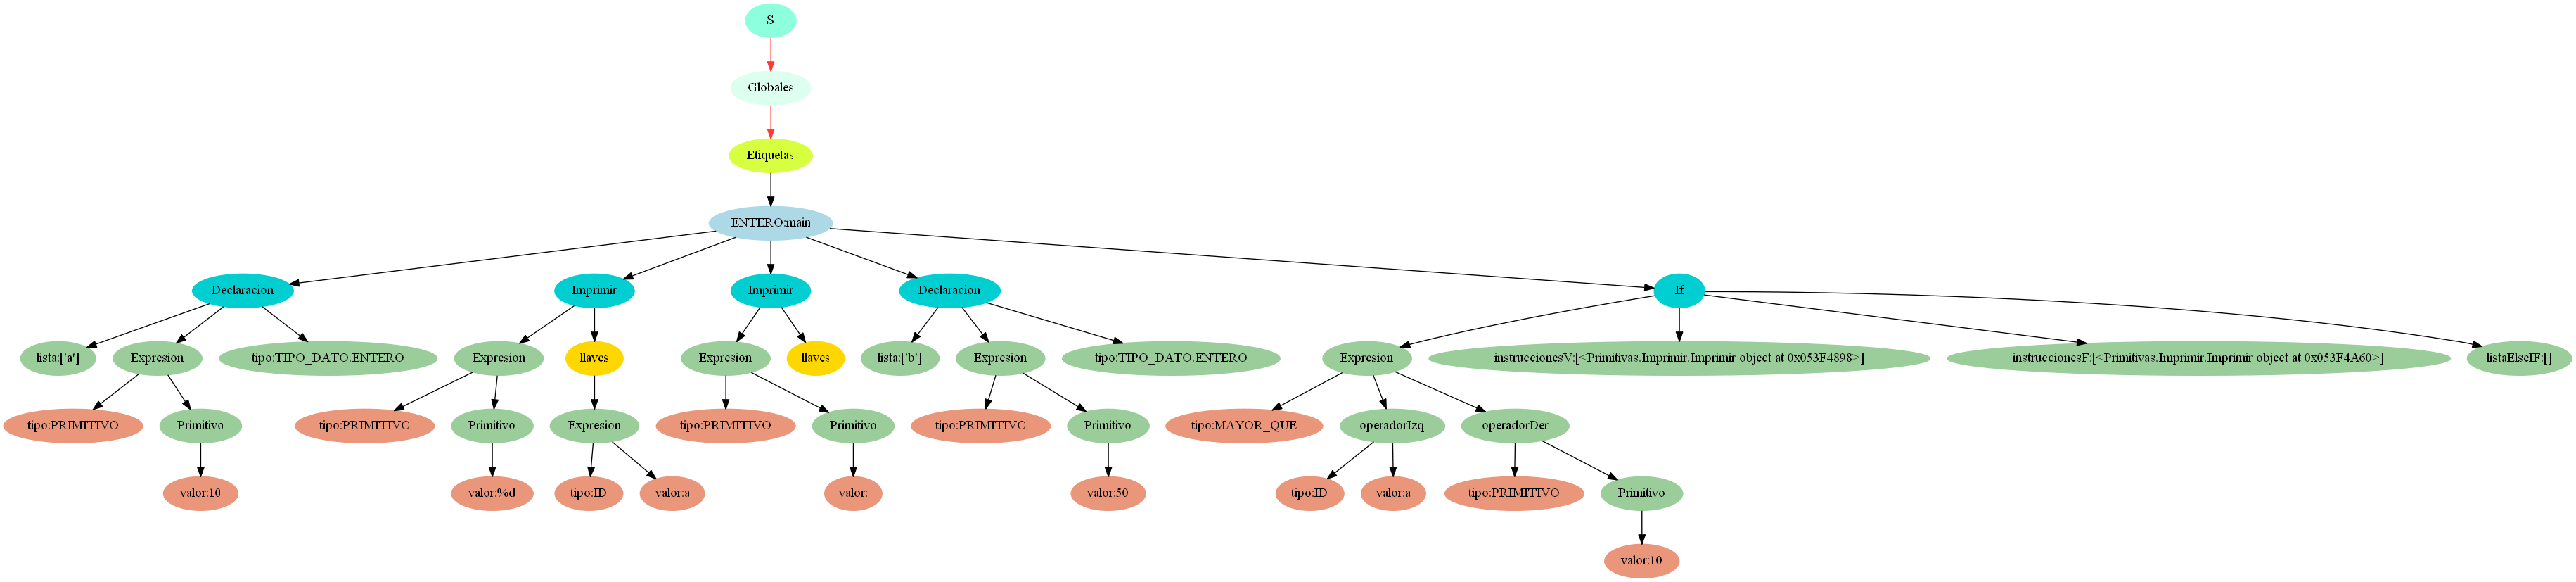 S
Globales
Etiquetas
ENTERO:main
Declaracion
Imprimir
Imprimir
Declaracion
If
lista:['a']
Expresion
tipo:TIPO_DATO.ENTERO
Expresion
llaves
Expresion
llaves
lista:['b']
Expresion
tipo:TIPO_DATO.ENTERO
Expresion
instruccionesV:[<Primitivas.Imprimir.Imprimir object at 0x053F4898>]
instruccionesF:[<Primitivas.Imprimir.Imprimir object at 0x053F4A60>]
listaElseIF:[]
tipo:PRIMITIVO
Primitivo
tipo:PRIMITIVO
Primitivo
Expresion
tipo:PRIMITIVO
Primitivo
tipo:PRIMITIVO
Primitivo
tipo:MAYOR_QUE
operadorIzq
operadorDer
valor:10
valor:%d
tipo:ID
valor:a
valor:
valor:50
tipo:ID
valor:a
tipo:PRIMITIVO
Primitivo
valor:10